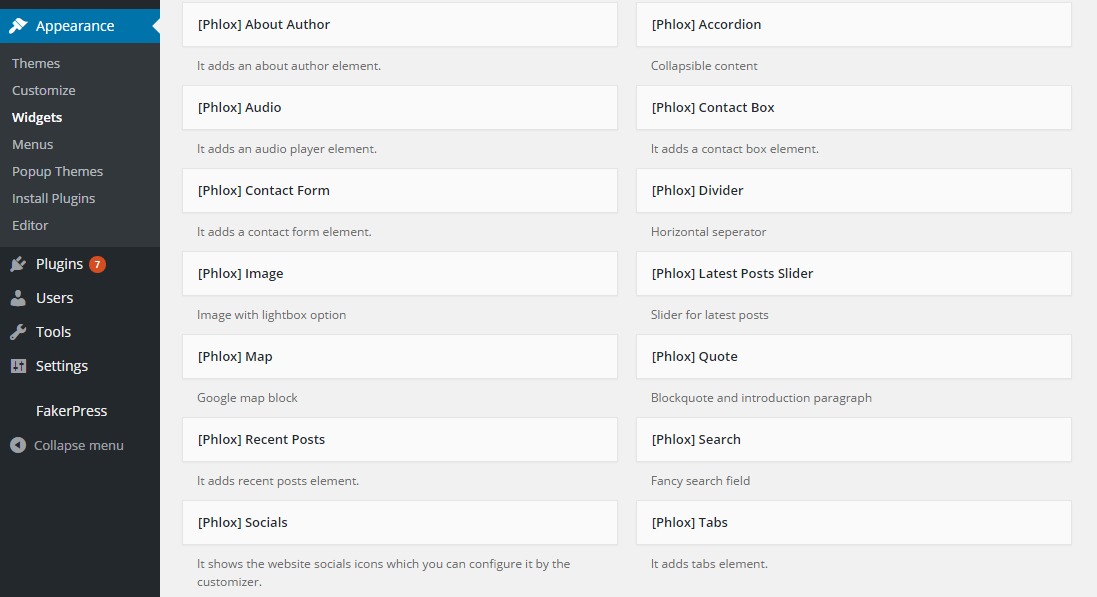 Appearance
Themes
Customize
Widgets
Menus
Popup Themes
Install Plugins
Editor
Plugins 7
Users
Tools
Settings
FakerPress
Collapse menu
[Phlox] About Author
It adds an about author element.
[Phlox] Accordion
Collapsible content
[Phlox] Audio
It adds an audio player element.
[Phlox] Contact Box
It adds a contact box element.
[Phlox] Contact Form
It adds a contact form element.
[Phlox] Divider
Horizontal seperator
[Phlox] Image
Image with lightbox option
[Phlox] Latest Posts Slider
Slider for latest posts
[Phlox] Map
Google map block
[Phlox] Quote
Blockquote and introduction paragraph
[Phlox] Recent Posts
It adds recent posts element.
[Phlox] Search
Fancy search field
[Phlox] Socials
It shows the website socials icons which you can configure it by the
customizer.
[Phlox] Tabs
It adds tabs element.